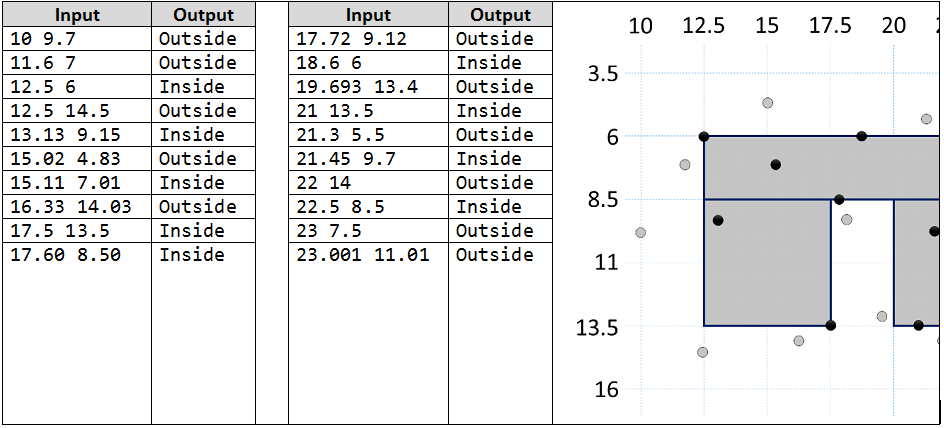 Input Output Input Output
10 9.7 Outside 17.72 9.12 Outside
11.6 7 Outside 18.6 6 Inside
12.5 6 Inside 19.693 13.4 Outside
12.5 14.5 Outside 21 13.5 Inside
13.13 9.15 Inside 21.3 5.5 Outside
15.02 4.83 Outside 21.45 9.7 Inside
15.11 7.01 Inside 22 14 Outside
16.33 14.03 Outside 22.5 8.5 Inside
17.5 13.5 Inside 23 7.5 Outside
17.60 8.50 Inside 23.001 11.01 Outside
10 12.5 15 17.5 20
3.5
6
8.5
11
13.5
16